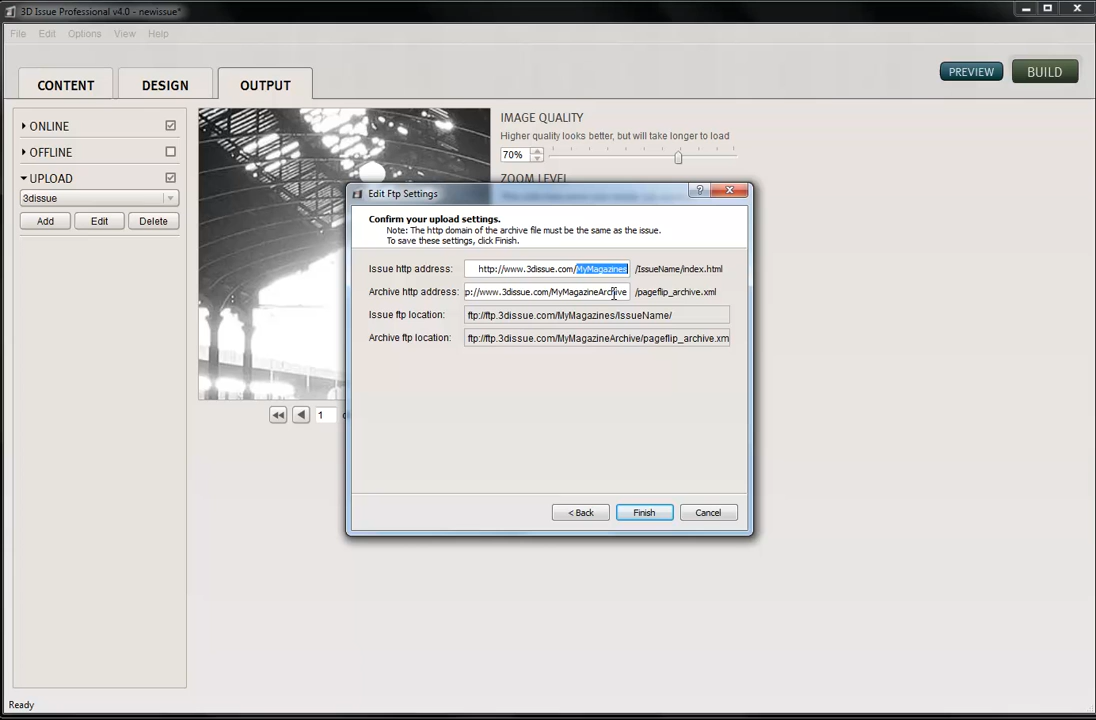 3D Issue Professional v4.0 - newissue*
File Edit Options View Help
CONTENT DESIGN OUTPUT PREVIEW BUILD
ONLINE
OFFLINE
UPLOAD
3dissue
Add Edit Delete
IMAGE QUALITY
Higher quality looks better, but will take longer to load
70%
ZOOM LEVEL
Edit Ftp Settings
Confirm your upload settings.
Note: The http domain of the archive file must be the same as the issue.
To save these settings, click Finish.
Issue http address: http://www.3dissue.com/MyMagazines /IssueName/index.html
Archive http address: p://www.3dissue.com/MyMagazineArchive /pageflip_archive.xml
Issue ftp location: ftp://ftp.3dissue.com/MyMagazines/IssueName/
Archive ftp location: ftp://ftp.3dissue.com/MyMagazineArchive/pageflip_archive.xm
1
< Back Finish Cancel
Ready